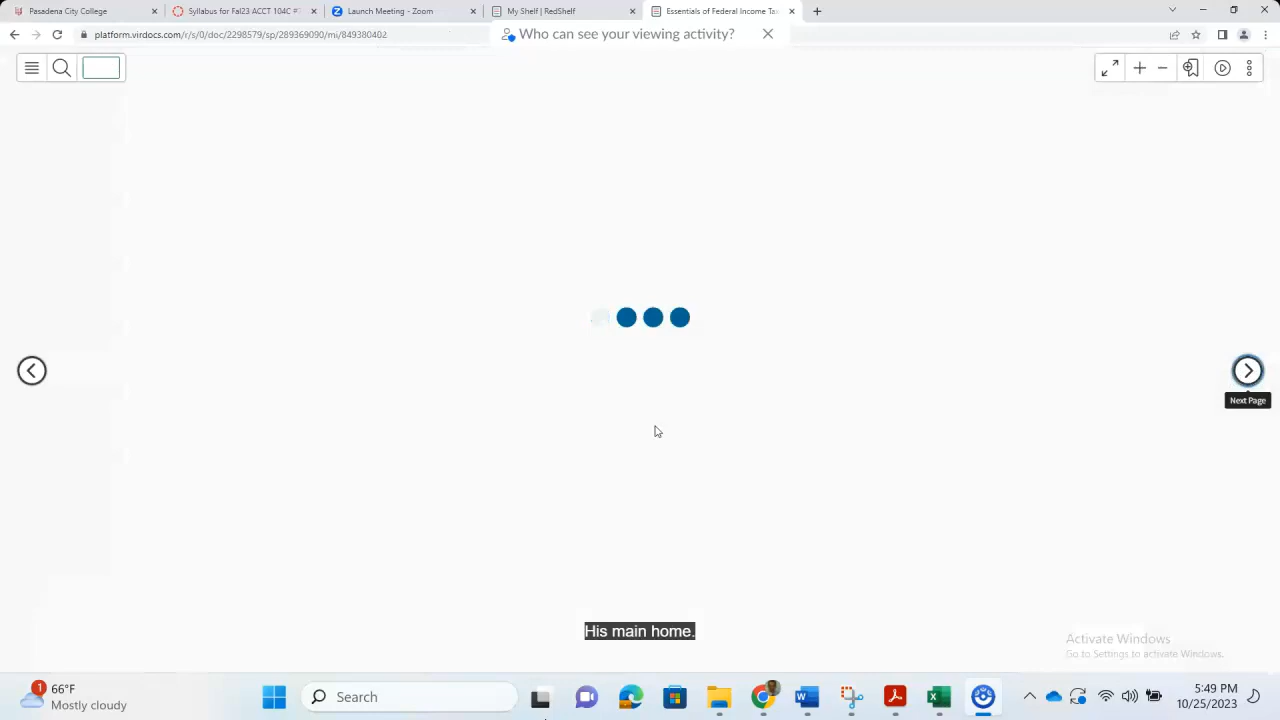 Pasadena City College
Syllabus for Fal23 ACCT 104C
Launch Meeting - Zoom
My Shelf | RedShelf
Essentials of Federal Income Tax
platform.virdocs.com/r/s/0/doc/2298579/sp/289369090/mi/849380402
Who can see your viewing activity?
Next Page
His main home.
Activate Windows
Go to Settings to activate Windows.
1
66°F
Mostly cloudy
Search
5:49 PM
10/25/2023